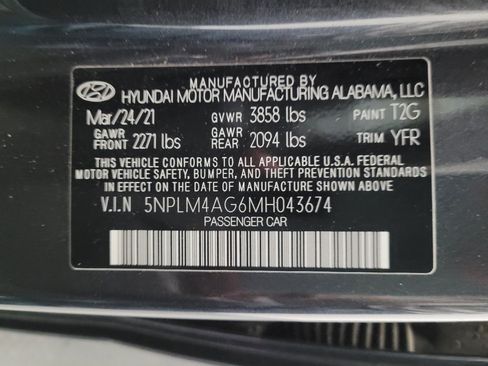 MANUFACTURED BY
HYUNDAI MOTOR MANUFACTURING ALABAMA, LLC
Mar/24/21 GVWR 3858 lbs PAINT T2G
GAWR FRONT 2271 lbs GAWR REAR 2094 lbs TRIM YFR
THIS VEHICLE CONFORMS TO ALL APPLICABLE U.S.A. FEDERAL
MOTOR VEHICLE SAFETY, BUMPER, AND THEFT PREVENTION STANDARDS
IN EFFECT ON THE DATE OF MANUFACTURE SHOWN ABOVE
V.I.N 5NPLM4AG6MH043674
PASSENGER CAR